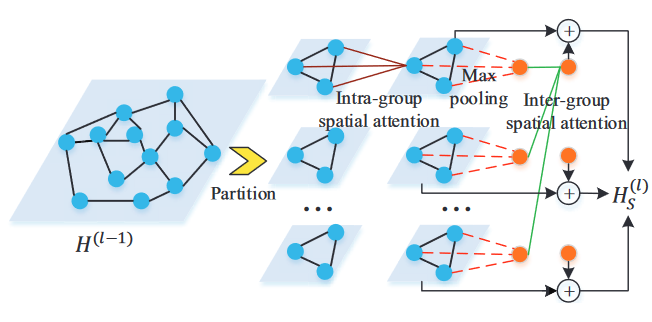 H^{(l-1)}
Partition
Intra-group
spatial attention
Max
pooling
Inter-group
spatial attention
...
...
+
+
+
H_S^{(l)}